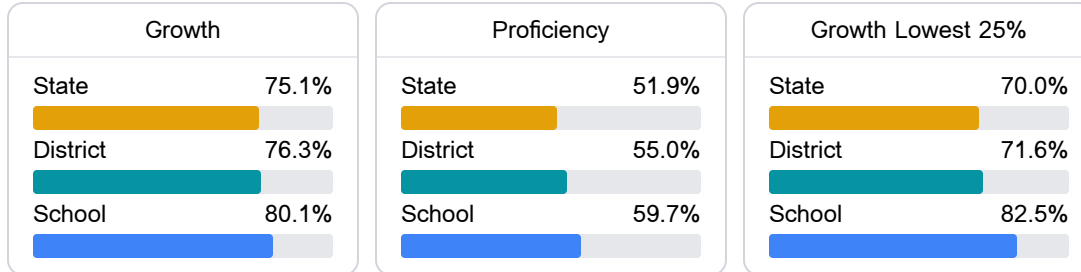 Growth
State 75.1%
District 76.3%
School 80.1%
Proficiency
State 51.9%
District 55.0%
School 59.7%
Growth Lowest 25%
State 70.0%
District 71.6%
School 82.5%